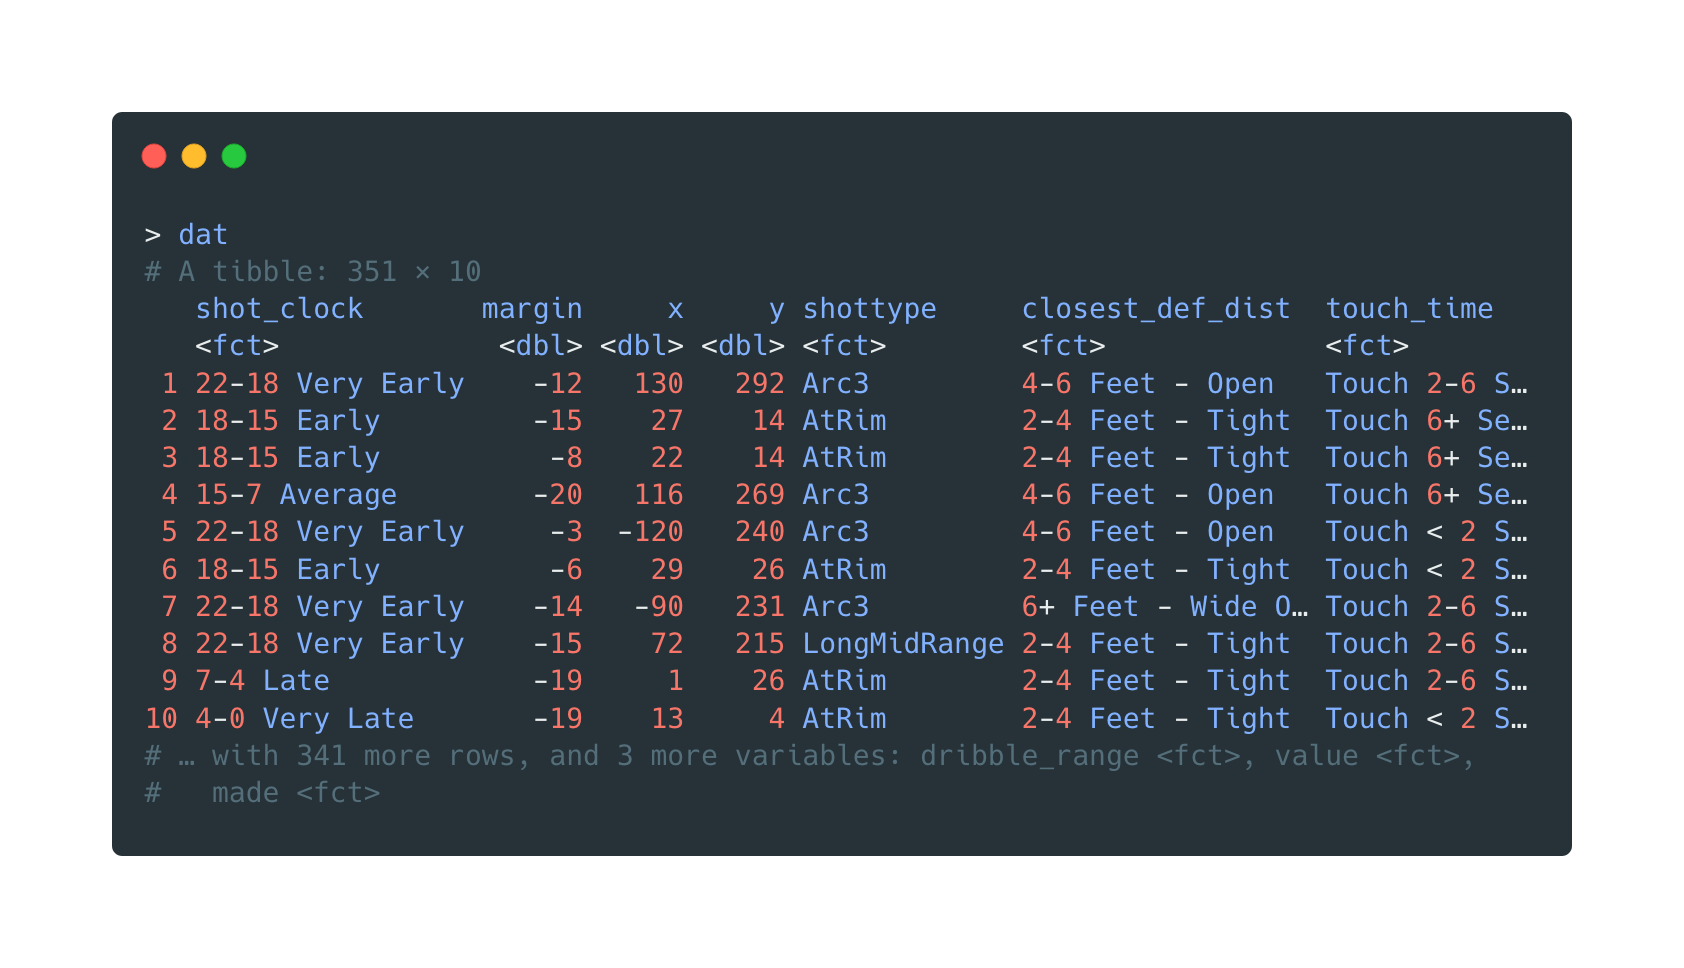 > dat
# A tibble: 351 × 10
   shot_clock       margin     x     y shottype     closest_def_dist  touch_time
   <fct>             <dbl> <dbl> <dbl> <fct>        <fct>             <fct>
 1 22-18 Very Early    -12   130   292 Arc3         4-6 Feet - Open   Touch 2-6 S…
 2 18-15 Early         -15    27    14 AtRim        2-4 Feet - Tight  Touch 6+ Se…
 3 18-15 Early          -8    22    14 AtRim        2-4 Feet - Tight  Touch 6+ Se…
 4 15-7 Average        -20   116   269 Arc3         4-6 Feet - Open   Touch 6+ Se…
 5 22-18 Very Early     -3  -120   240 Arc3         4-6 Feet - Open   Touch < 2 S…
 6 18-15 Early          -6    29    26 AtRim        2-4 Feet - Tight  Touch < 2 S…
 7 22-18 Very Early    -14   -90   231 Arc3         6+ Feet - Wide O… Touch 2-6 S…
 8 22-18 Very Early    -15    72   215 LongMidRange 2-4 Feet - Tight  Touch 2-6 S…
 9 7-4 Late            -19     1    26 AtRim        2-4 Feet - Tight  Touch 2-6 S…
10 4-0 Very Late       -19    13     4 AtRim        2-4 Feet - Tight  Touch < 2 S…
# … with 341 more rows, and 3 more variables: dribble_range <fct>, value <fct>,
#   made <fct>